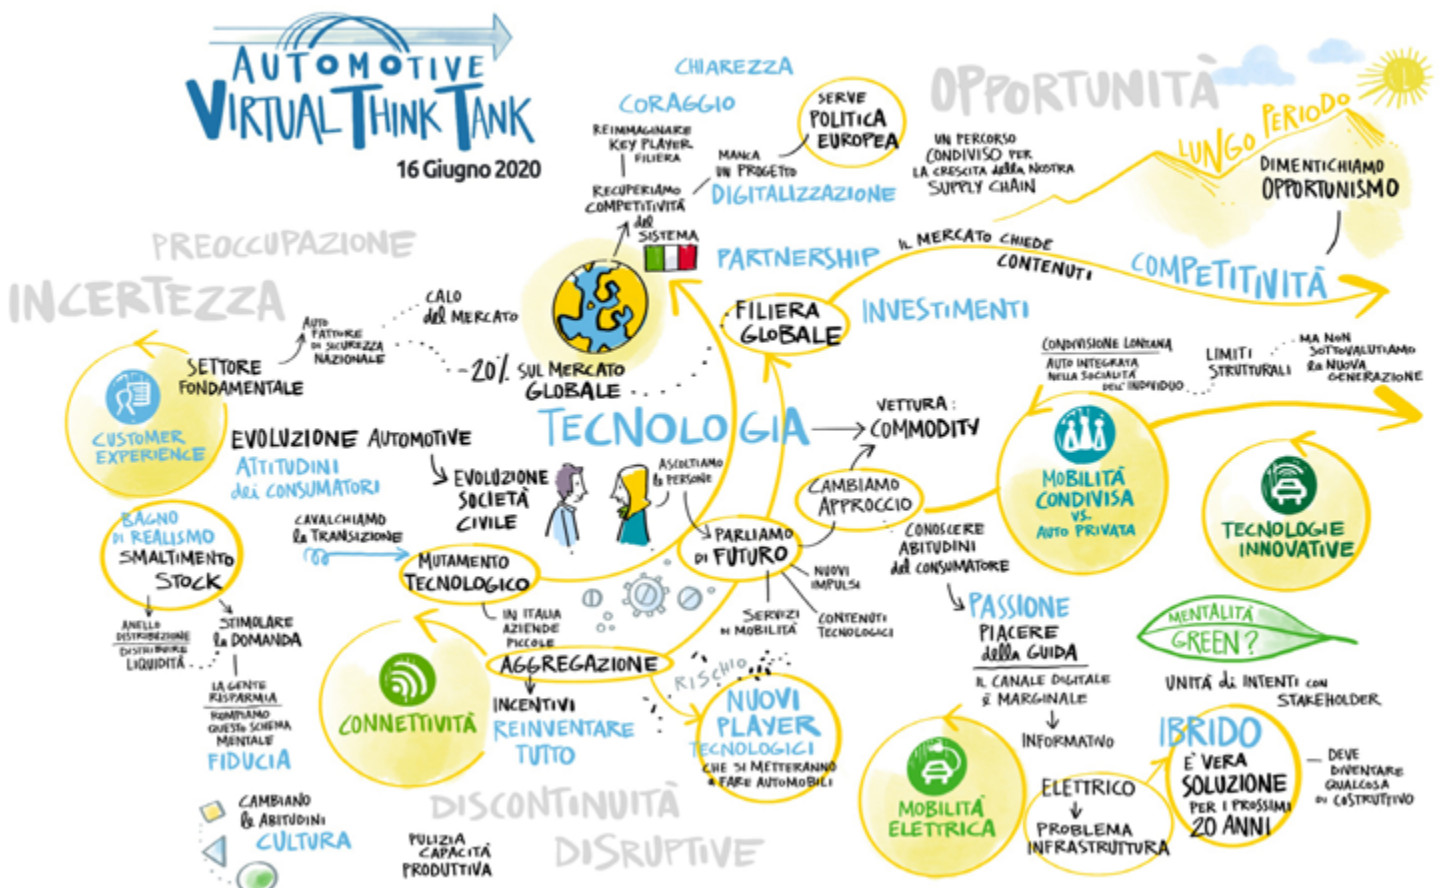 AUTOMOTIVE
VIRTUAL THINK TANK
16 Giugno 2020
CHIAREZZA
CORAGGIO
REIMMAGINARE
KEY PLAYER
FILIERA
RECUPERIAMO
COMPETITIVITÀ
del
SISTEMA
MANCA
UN PROGETTO
SERVE
POLITICA
EUROPEA
DIGITALIZZAZIONE
PARTNERSHIP
OPPORTUNITÀ
UN PERCORSO
CONDIVISO PER
LA CRESCITA della NOSTRA
SUPPLY CHAIN
LUNGO PERIODO
DIMENTICHIAMO
OPPORTUNISMO
IL MERCATO CHIEDE
CONTENUTI
COMPETITIVITÀ
FILIERA
GLOBALE
INVESTIMENTI
PREOCCUPAZIONE
INCERTEZZA
AUTO
FATTORE
DI SICUREZZA
NAZIONALE
CALO
del MERCATO
-20% SUL MERCATO
GLOBALE
SETTORE
FONDAMENTALE
CUSTOMER
EXPERIENCE
EVOLUZIONE AUTOMOTIVE
ATTITUDINI
dei CONSUMATORI
EVOLUZIONE
SOCIETÀ
CIVILE
TECNOLOGIA
VETTURA:
COMMODITY
ASCOLTIAMO
le PERSONE
CAMBIAMO
APPROCCIO
CONDIVISIONE LONTANA
AUTO INTEGRATA
NELLA SOCIALITÀ
DELL'INDIVIDUO
LIMITI
STRUTTURALI
MA NON
SOTTOVALUTIAMO
la NUOVA
GENERAZIONE
MOBILITÀ
CONDIVISA
VS.
AUTO PRIVATA
TECNOLOGIE
INNOVATIVE
BAGNO
DI REALISMO
SMALTIMENTO
STOCK
CAVALCHIAMO
la TRANSIZIONE
MUTAMENTO
TECNOLOGICO
PARLIAMO
DI FUTURO
NUOVI
IMPULSI
SERVIZI
DI MOBILITÀ
CONTENUTI
TECNOLOGICI
CONOSCERE
ABITUDINI
del CONSUMATORE
PASSIONE
PIACERE
della GUIDA
IL CANALE DIGITALE
È MARGINALE
INFORMATIVO
MENTALITÀ
GREEN?
UNITÀ di INTENTI CON
STAKEHOLDER
ANELLO
DISTRIBUZIONE
DISTRIBUIRE
LIQUIDITÀ
STIMOLARE
la DOMANDA
LA GENTE
RISPARMIA
ROMPIAMO
QUESTO SCHEMA
MENTALE
FIDUCIA
IN ITALIA
AZIENDE
PICCOLE
AGGREGAZIONE
INCENTIVI
REINVENTARE
TUTTO
CONNETTIVITÀ
RISCHIO
NUOVI
PLAYER
TECNOLOGICI
CHE SI METTERANNO
A FARE AUTOMOBILI
MOBILITÀ
ELETTRICA
ELETTRICO
PROBLEMA
INFRASTRUTTURA
IBRIDO
E' VERA
SOLUZIONE
PER I PROSSIMI
20 ANNI
DEVE
DIVENTARE
QUALCOSA
DI COSTRUTTIVO
CAMBIANO
le ABITUDINI
CULTURA
PULIZIA
CAPACITÀ
PRODUTTIVA
DISCONTINUITÀ
DISRUPTIVE